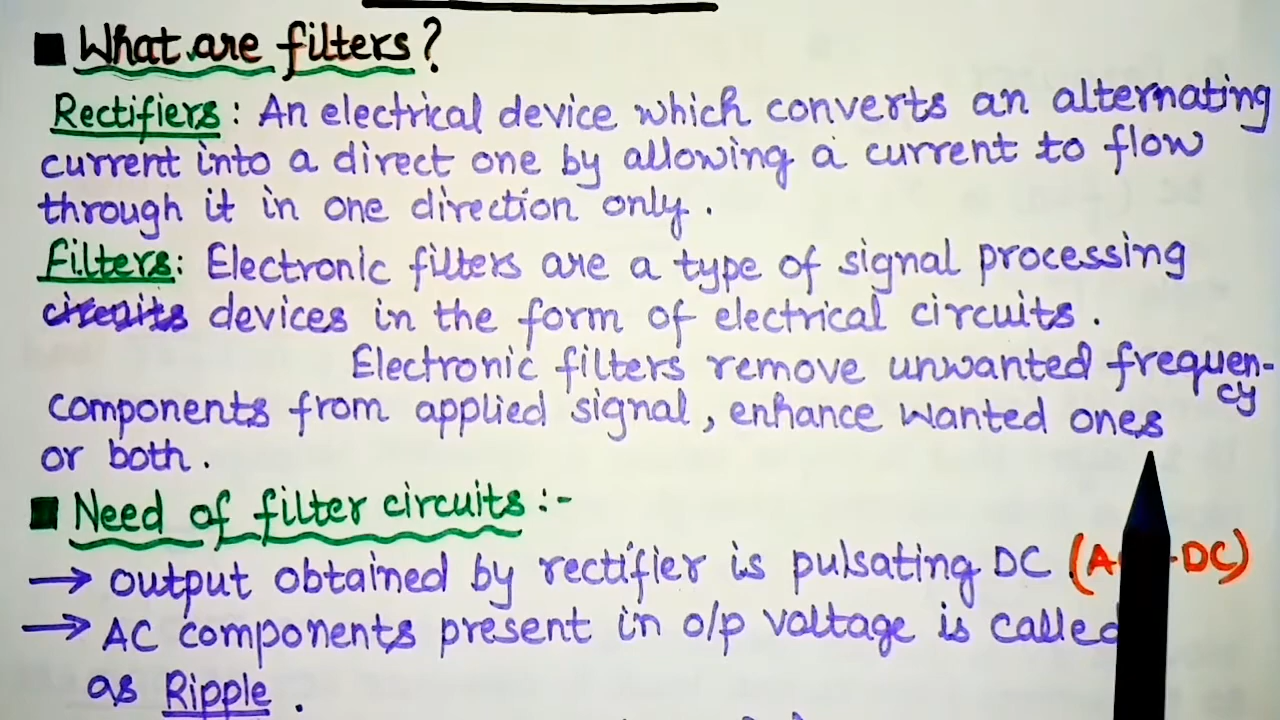 What are filters?
Rectifiers: An electrical device which converts an alternating
current into a direct one by allowing a current to flow
through it in one direction only.
Filters: Electronic filters are a type of signal processing
circuits devices in the form of electrical circuits.
Electronic filters remove unwanted frequen-
cy
components from applied signal, enhance wanted ones
or both.
Need of filter circuits :-
→ output obtained by rectifier is pulsating DC (A DC)
→ AC components present in o/p voltage is called
as Ripple.